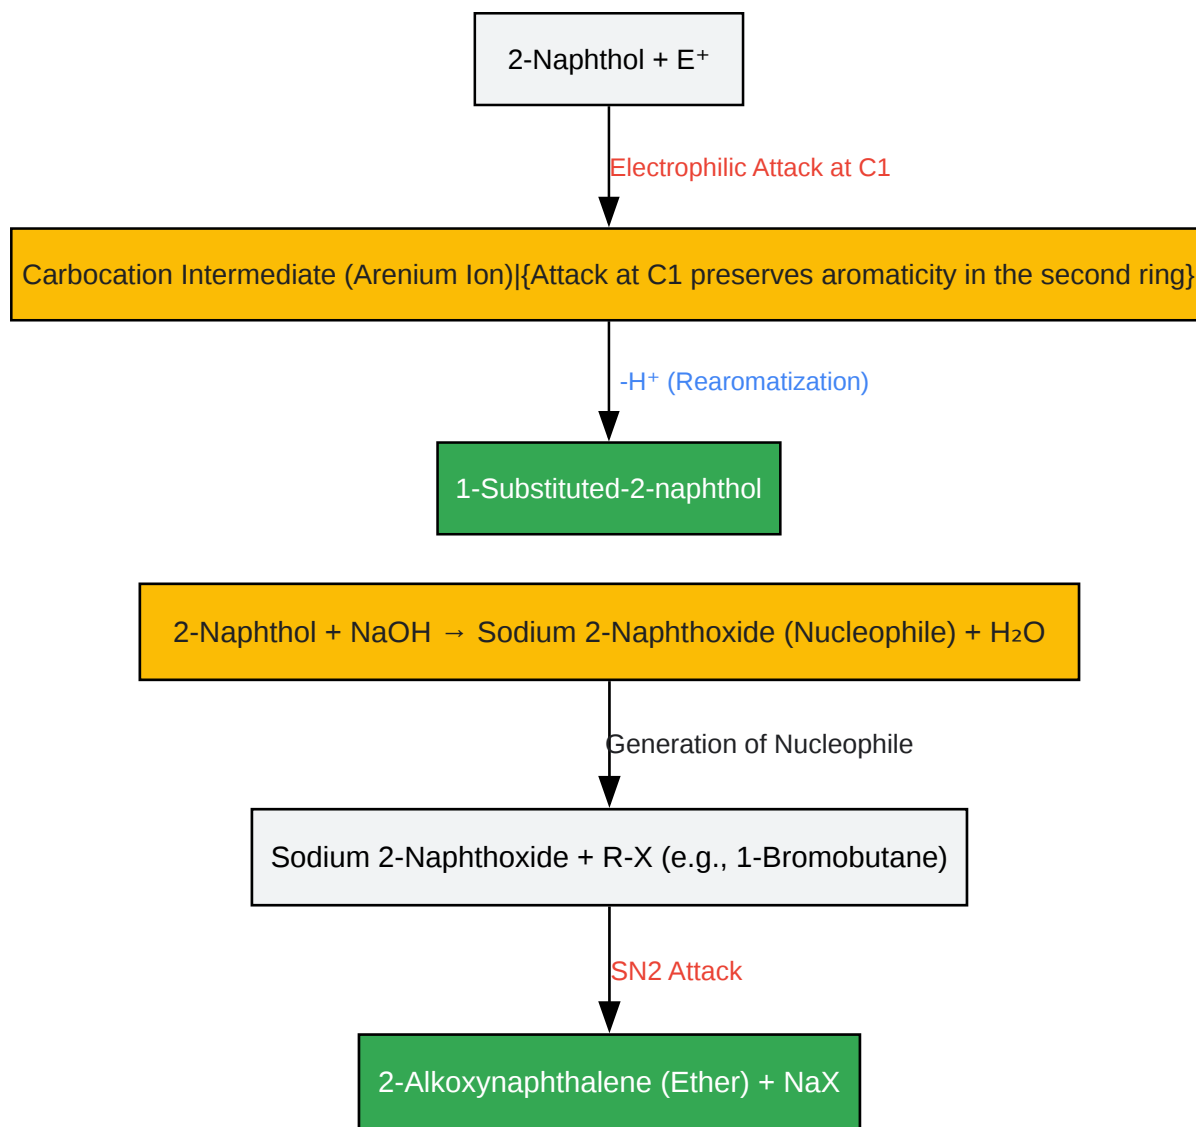 2-Naphthol + E⁺
Electrophilic Attack at C1
Carbocation Intermediate (Arenium Ion)|{Attack at C1 preserves aromaticity in the second ring}
-H⁺ (Rearomatization)
1-Substituted-2-naphthol
2-Naphthol + NaOH → Sodium 2-Naphthoxide (Nucleophile) + H₂O
Generation of Nucleophile
Sodium 2-Naphthoxide + R-X (e.g., 1-Bromobutane)
SN2 Attack
2-Alkoxynaphthalene (Ether) + NaX